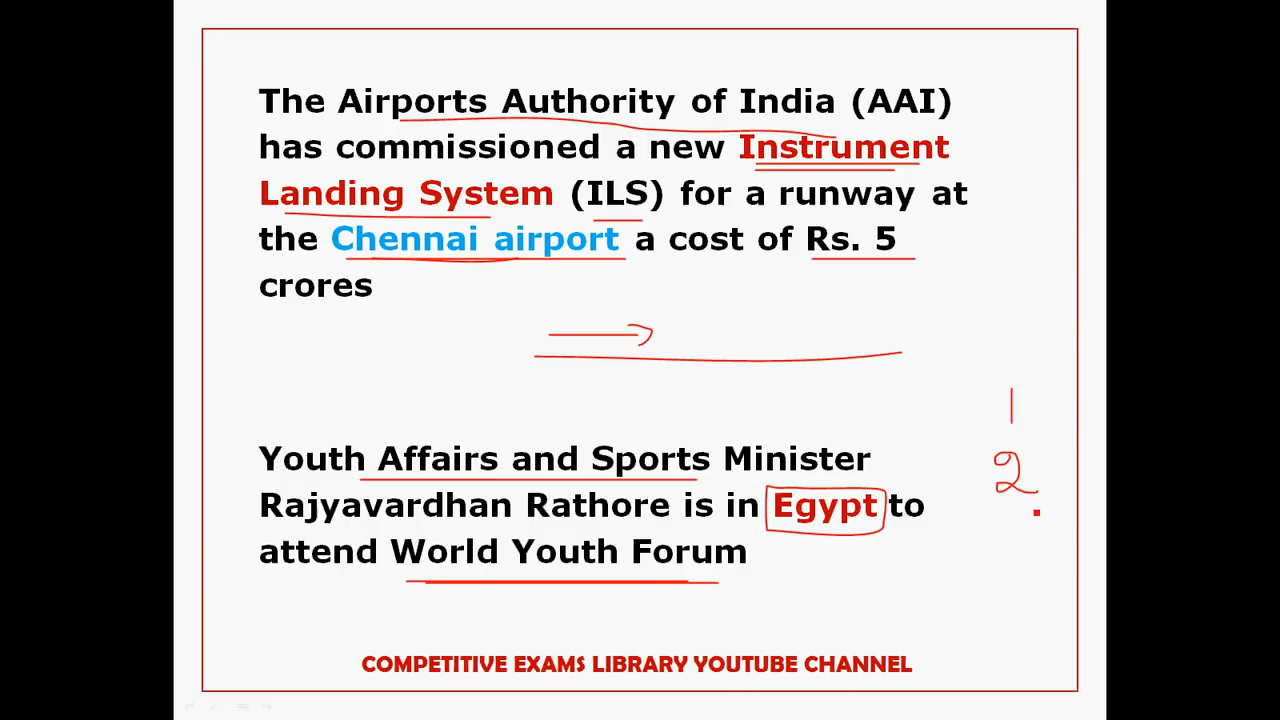 The Airports Authority of India (AAI)
has commissioned a new Instrument
Landing System (ILS) for a runway at
the Chennai airport a cost of Rs. 5
crores
1
2
Youth Affairs and Sports Minister
Rajyavardhan Rathore is in Egypt to
attend World Youth Forum
COMPETITIVE EXAMS LIBRARY YOUTUBE CHANNEL